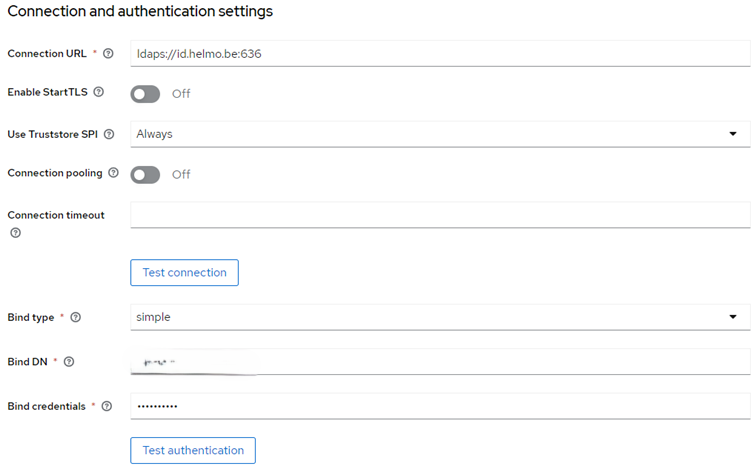 Connection and authentication settings
Connection URL * ldaps://id.helmo.be:636
Enable StartTLS Off
Use Truststore SPI Always
Connection pooling Off
Connection timeout
Test connection
Bind type * simple
Bind DN *
Bind credentials * ••••••••••
Test authentication